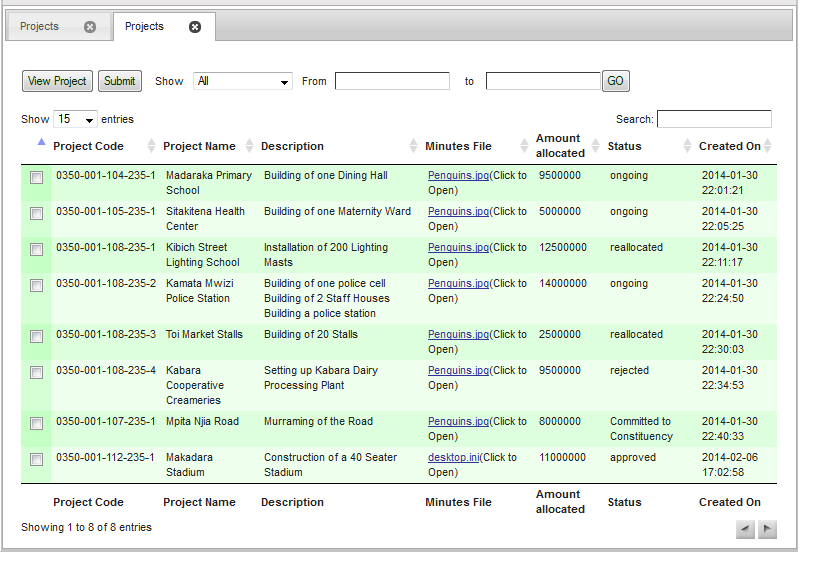 Projects Projects
View Project Submit Show All From to GO
Show 15 entries Search:
Project Code Project Name Description Minutes File Amount allocated Status Created On
0350-001-104-235-1 Madaraka Primary Building of one Dining Hall Penguins.jpg(Click to 9500000 ongoing 2014-01-30
School Open) 22:01:21
0350-001-105-235-1 Sitakitena Health Building of one Maternity Ward Penguins.jpg(Click to 5000000 ongoing 2014-01-30
Center Open) 22:05:25
0350-001-108-235-1 Kibich Street Installation of 200 Lighting Penguins.jpg(Click to 12500000 reallocated 2014-01-30
Lighting School Masts Open) 22:11:17
0350-001-108-235-2 Kamata Mwizi Building of one police cell Penguins.jpg(Click to 14000000 ongoing 2014-01-30
Police Station Building of 2 Staff Houses Open) 22:24:50
Building a police station
0350-001-108-235-3 Toi Market Stalls Building of 20 Stalls Penguins.jpg(Click to 2500000 reallocated 2014-01-30
Open) 22:30:03
0350-001-108-235-4 Kabara Setting up Kabara Dairy Penguins.jpg(Click to 9500000 rejected 2014-01-30
Cooperative Processing Plant Open) 22:34:53
Creameries
0350-001-107-235-1 Mpita Njia Road Murraming of the Road Penguins.jpg(Click to 8000000 Committed to 2014-01-30
Open) Constituency 22:40:33
0350-001-112-235-1 Makadara Construction of a 40 Seater desktop.ini(Click to 11000000 approved 2014-02-06
Stadium Stadium Open) 17:02:58
Project Code Project Name Description Minutes File Amount allocated Status Created On
Showing 1 to 8 of 8 entries